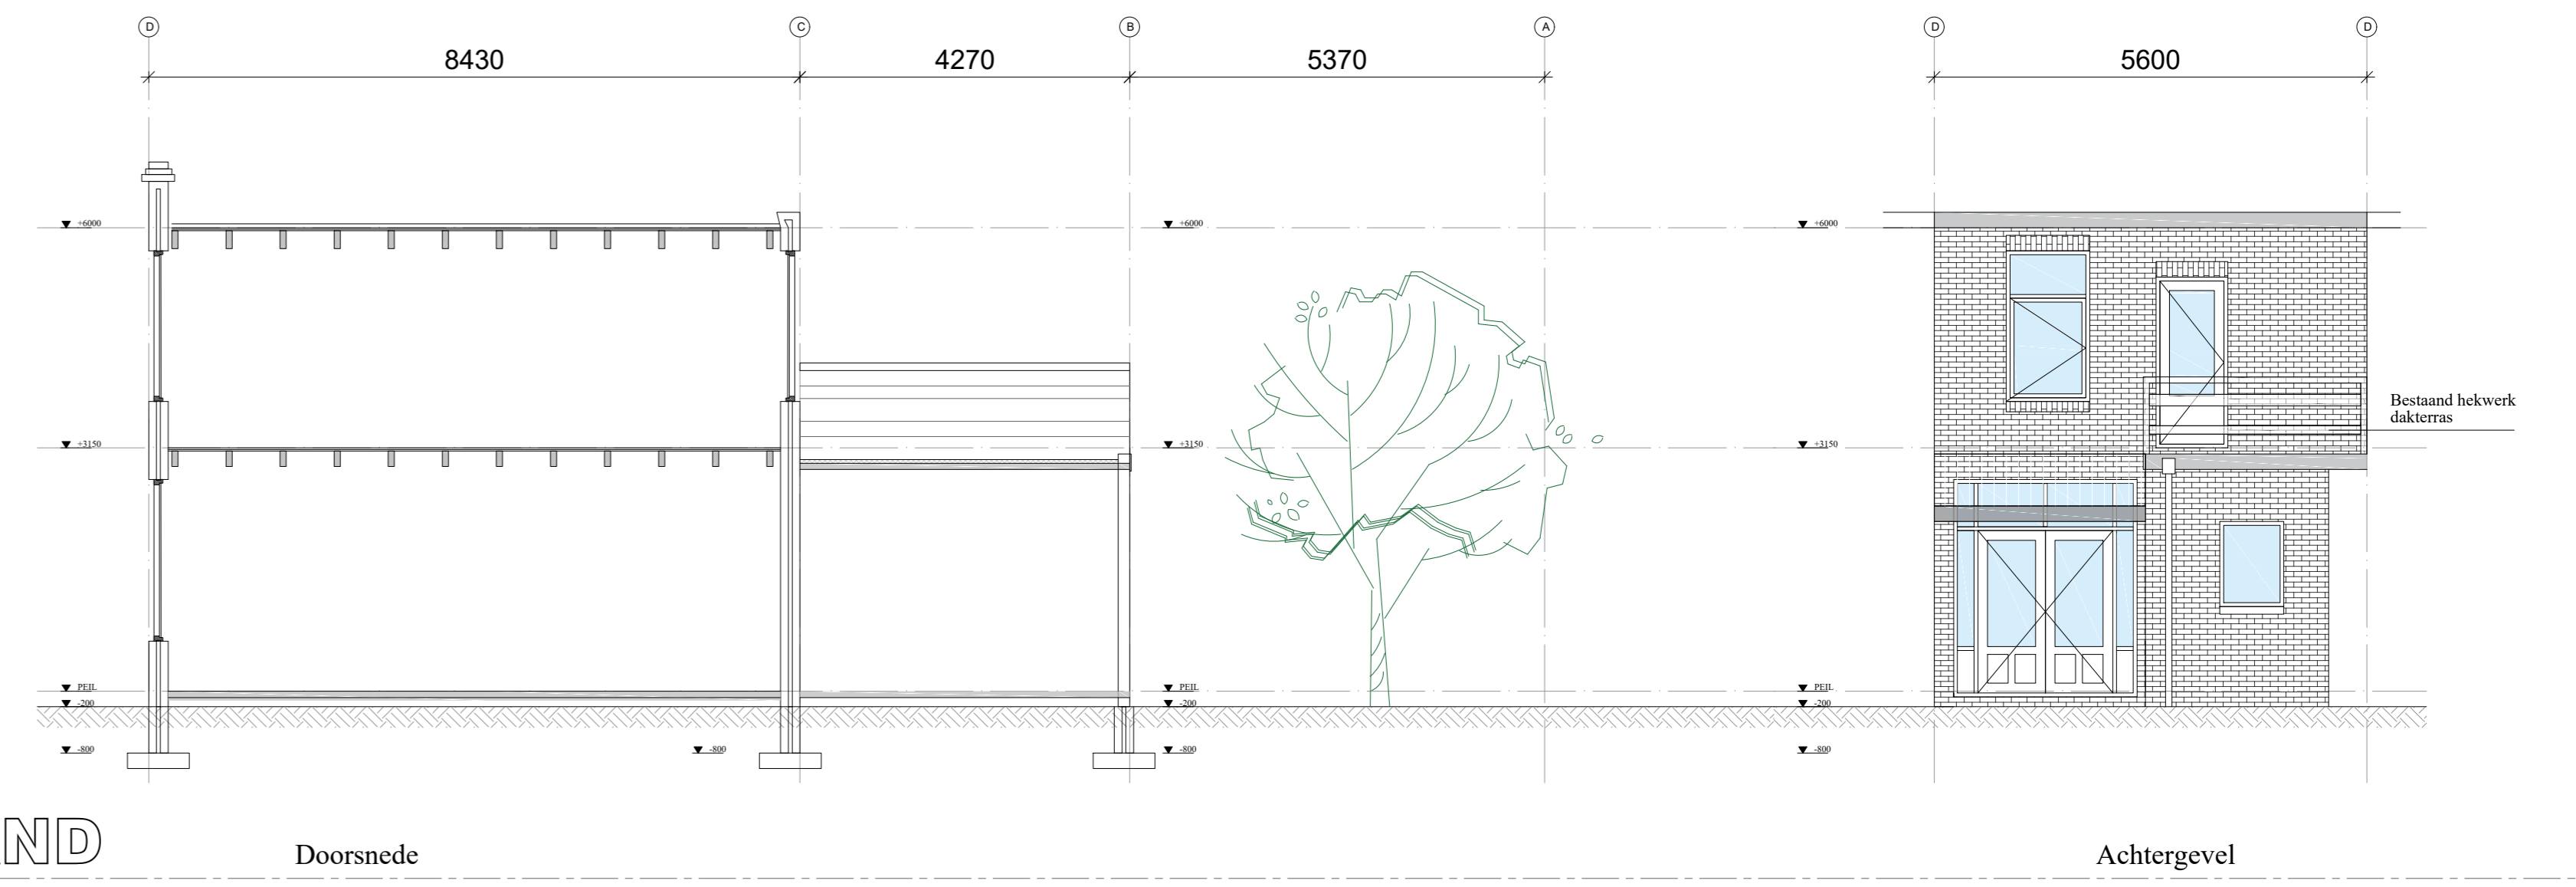 D C B A D D
8430 4270 5370 5600
+6000 +6000 +6000
Bestaand hekwerk
dakterras
+3150 +3150 +3150
PEIL PEIL PEIL
-200 -200 -200
-800 -800 -800 -800
ND
Doorsnede Achtergevel